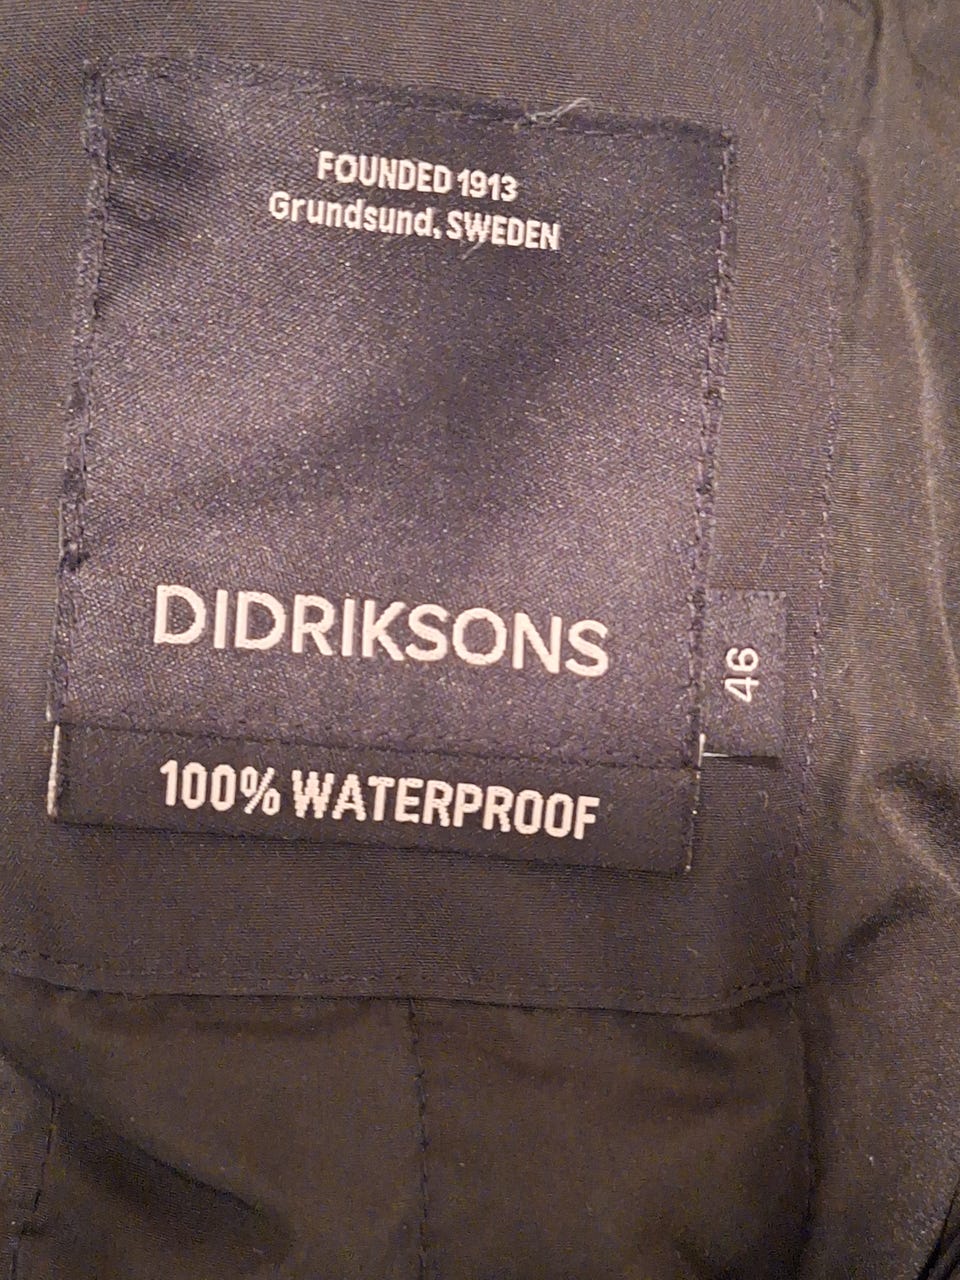 FOUNDED 1913
Grundsund, SWEDEN
DIDRIKSONS
46
100% WATERPROOF